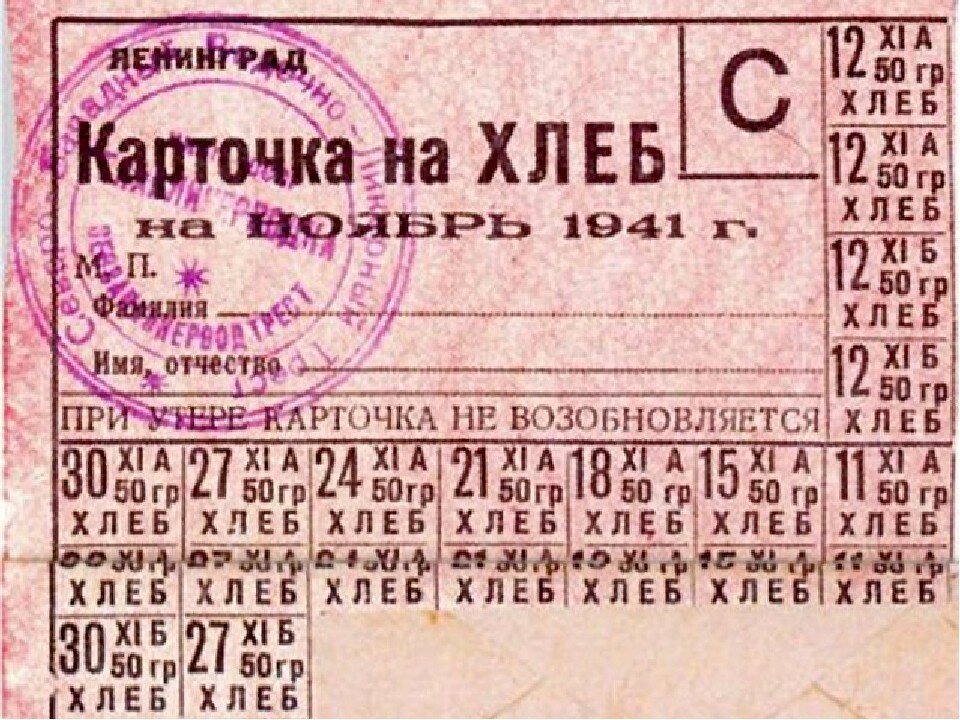 ЛЕНИНГРАД
С
Карточка на ХЛЕБ
на НОЯБРЬ 1941 г.
М. П.
Фамилия
Имя, отчество
ПРИ УТЕРЕ КАРТОЧКА НЕ ВОЗОБНОВЛЯЕТСЯ
12 XI А
50 гр
ХЛЕБ
12 XI А
50 гр
ХЛЕБ
12 XI Б
50 гр
ХЛЕБ
12 XI Б
50 гр
ХЛЕБ
30 XI А 27 XI А 24 XI А 21 XI А 18 XI А 15 XI А 11 XI А
50 гр 50 гр 50 гр 50 гр 50 гр 50 гр 50 гр
ХЛЕБ ХЛЕБ ХЛЕБ ХЛЕБ ХЛЕБ ХЛЕБ ХЛЕБ
ХЛЕБ ХЛЕБ ХЛЕБ ХЛЕБ ХЛЕБ ХЛЕБ ХЛЕБ
30 XI Б 27 XI Б
50 гр 50 гр
ХЛЕБ ХЛЕБ
Северо Западный
Трест
ТРЕСТ